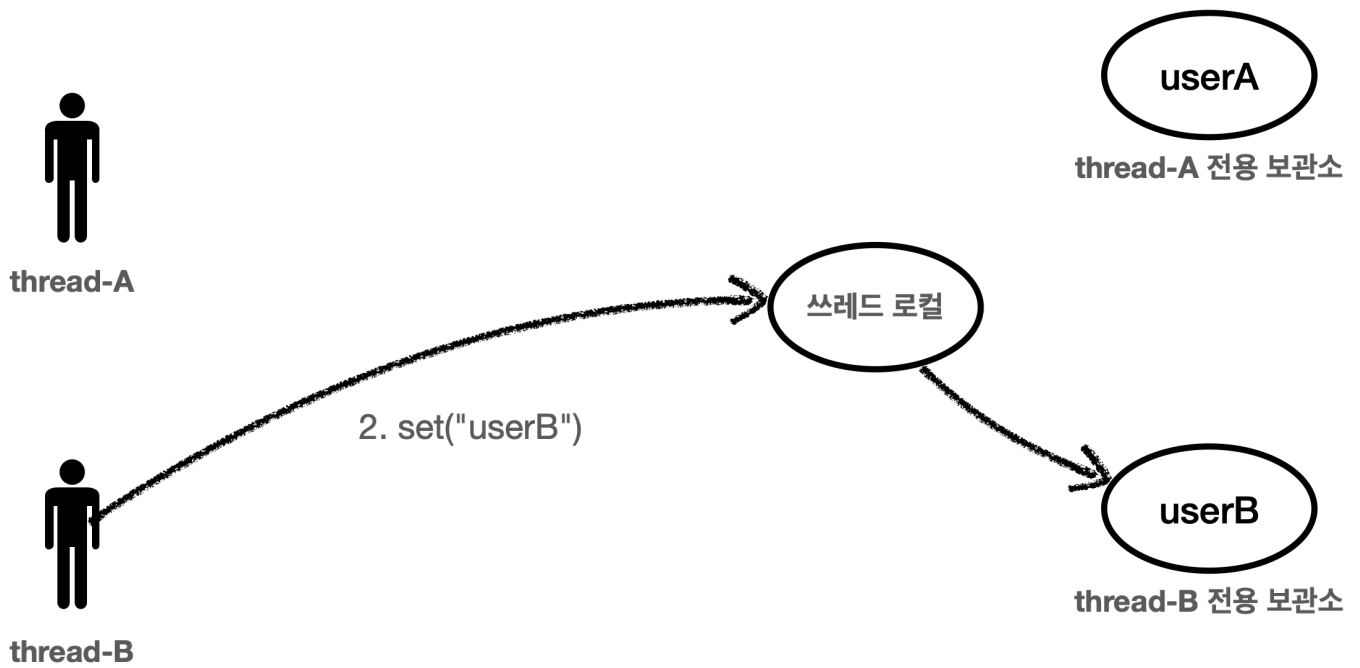 userA
thread-A 전용 보관소
thread-A
쓰레드 로컬
2. set("userB")
userB
thread-B 전용 보관소
thread-B